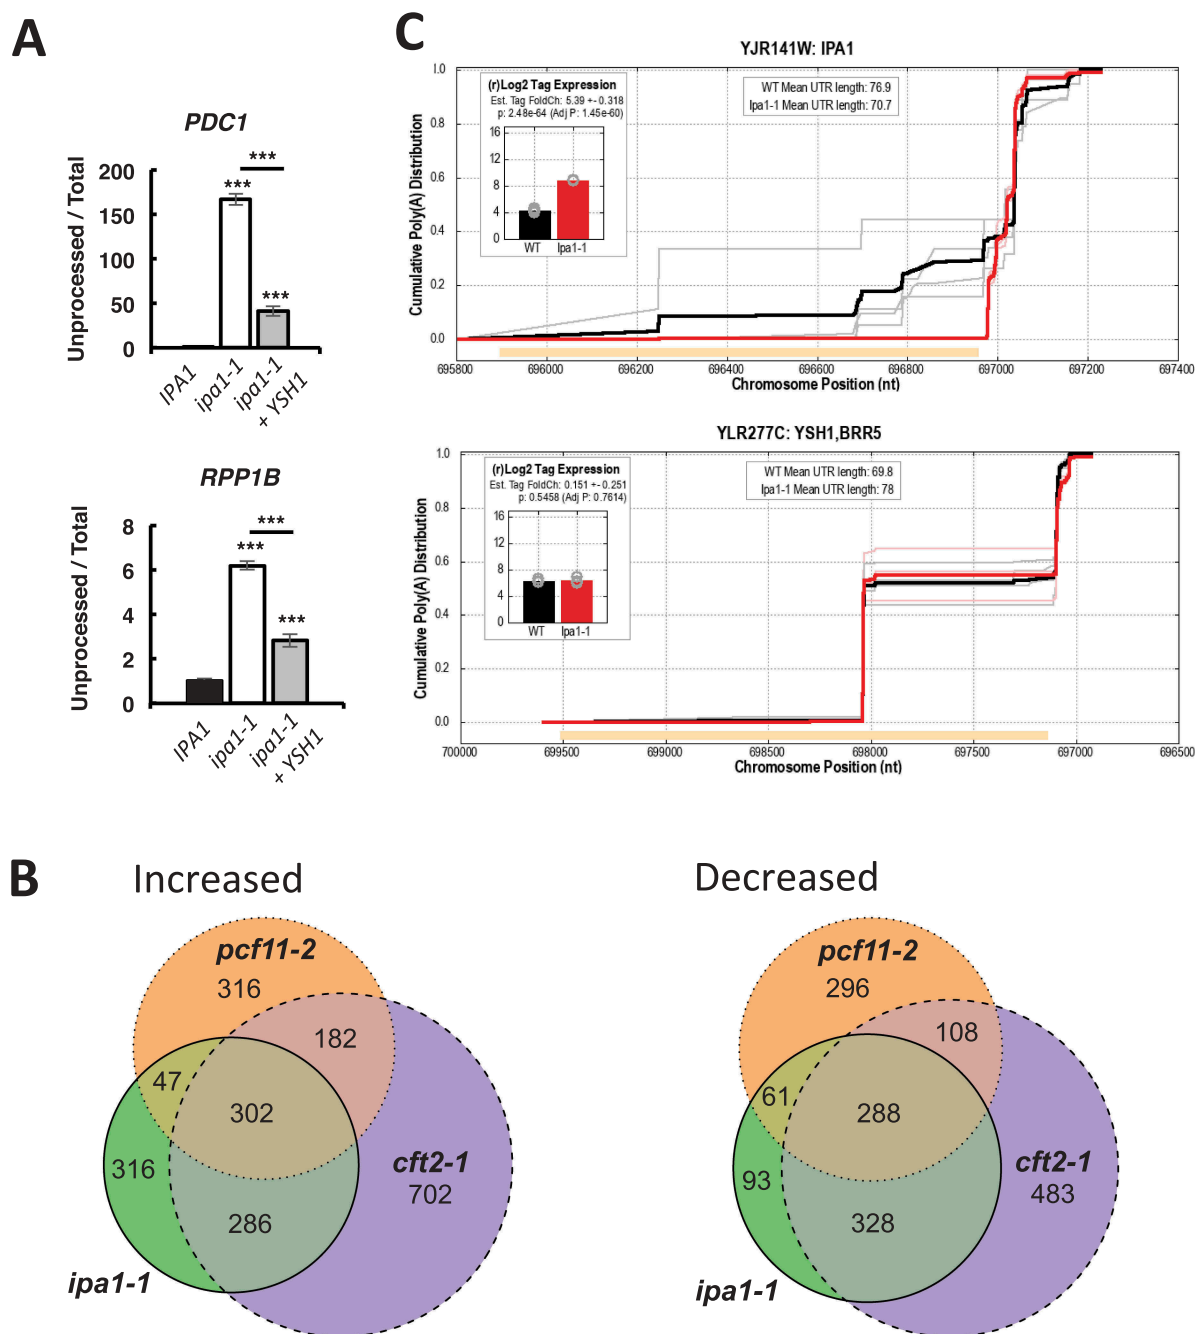 A
PDC1
Unprocessed / Total
200
150
100
50
0
***
***
***
IPA1
ipa1-1
ipa1-1
+ YSH1
RPP1B
Unprocessed / Total
8
6
4
2
0
***
***
***
IPA1
ipa1-1
ipa1-1
+ YSH1
C
YJR141W: IPA1
Cumulative Poly(A) Distribution
1.0
0.8
0.6
0.4
0.2
0.0
(r)Log2 Tag Expression
Est. Tag FoldCh: 5.39 +- 0.318
p: 2.48e-64 (Adj P: 1.45e-60)
16
12
8
4
0
WT Ipa1-1
WT Mean UTR length: 76.9
Ipa1-1 Mean UTR length: 70.7
695800 696000 696200 696400 696600 696800 697000 697200 697400
Chromosome Position (nt)
YLR277C: YSH1,BRR5
Cumulative Poly(A) Distribution
1.0
0.8
0.6
0.4
0.2
0.0
(r)Log2 Tag Expression
Est. Tag FoldCh: 0.151 +- 0.251
p: 0.5458 (Adj P: 0.7614)
16
12
8
4
0
WT Ipa1-1
WT Mean UTR length: 69.8
Ipa1-1 Mean UTR length: 78
700000 699500 699000 698500 698000 697500 697000 696500
Chromosome Position (nt)
B
Increased
pcf11-2
316
182
47
302
316
cft2-1
702
286
ipa1-1
Decreased
pcf11-2
296
108
61
288
93
cft2-1
483
328
ipa1-1